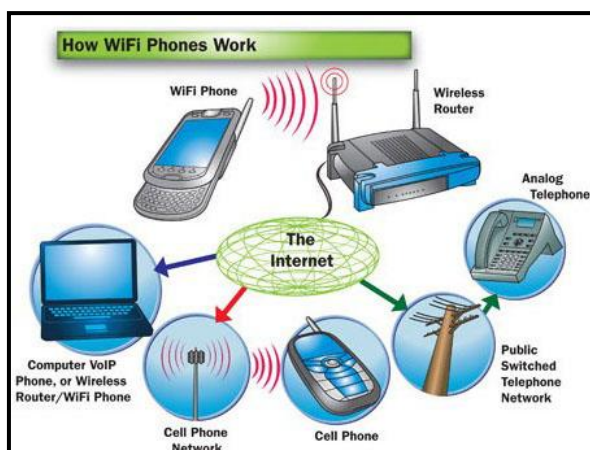 How WiFi Phones Work
WiFi Phone
Wireless
Router
Analog
Telephone
The
Internet
Computer VoIP
Phone, or Wireless
Router/WiFi Phone
Cell Phone
Network
Cell Phone
Public
Switched
Telephone
Network